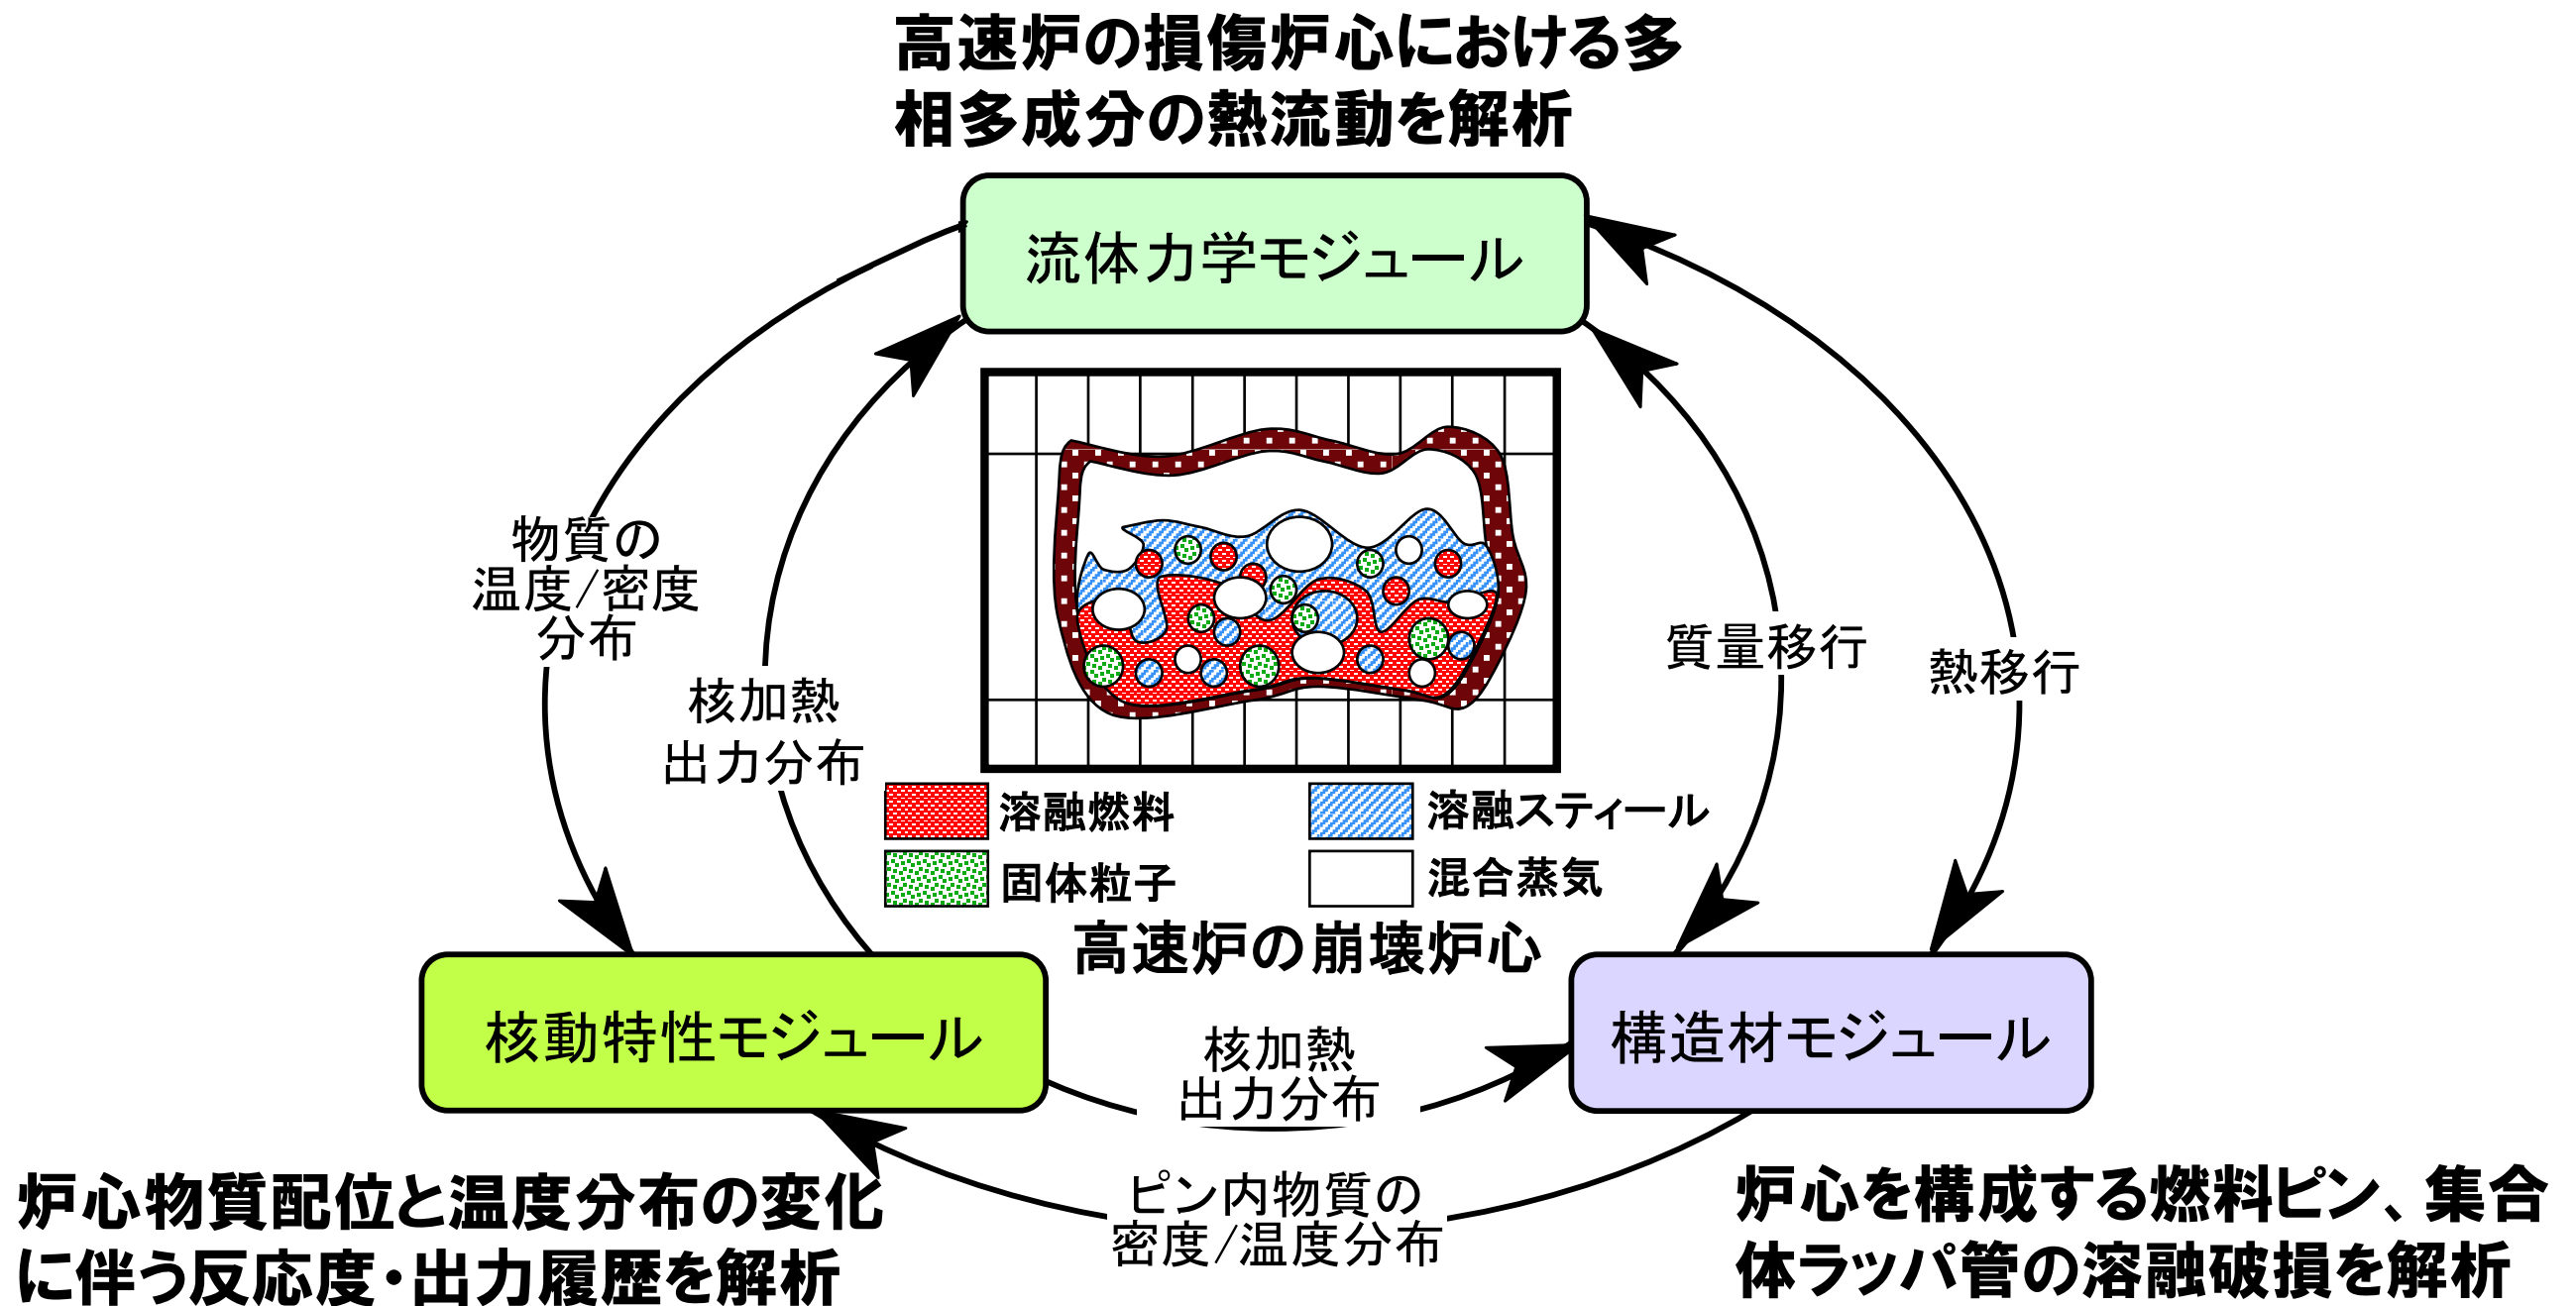 高速炉の損傷炉心における多
相多成分の熱流動を解析
流体力学モジュール
物質の
温度/密度
分布
核加熱
出力分布
質量移行
熱移行
溶融燃料
溶融スティール
固体粒子
混合蒸気
高速炉の崩壊炉心
核動特性モジュール
構造材モジュール
核加熱
出力分布
ピン内物質の
密度/温度分布
炉心物質配位と温度分布の変化
に伴う反応度・出力履歴を解析
炉心を構成する燃料ピン、集合
体ラッパ管の溶融破損を解析